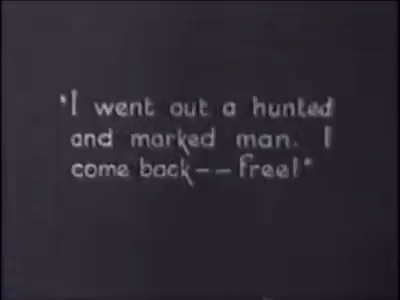 "I went out a hunted
and marked man. I
come back -- free!"